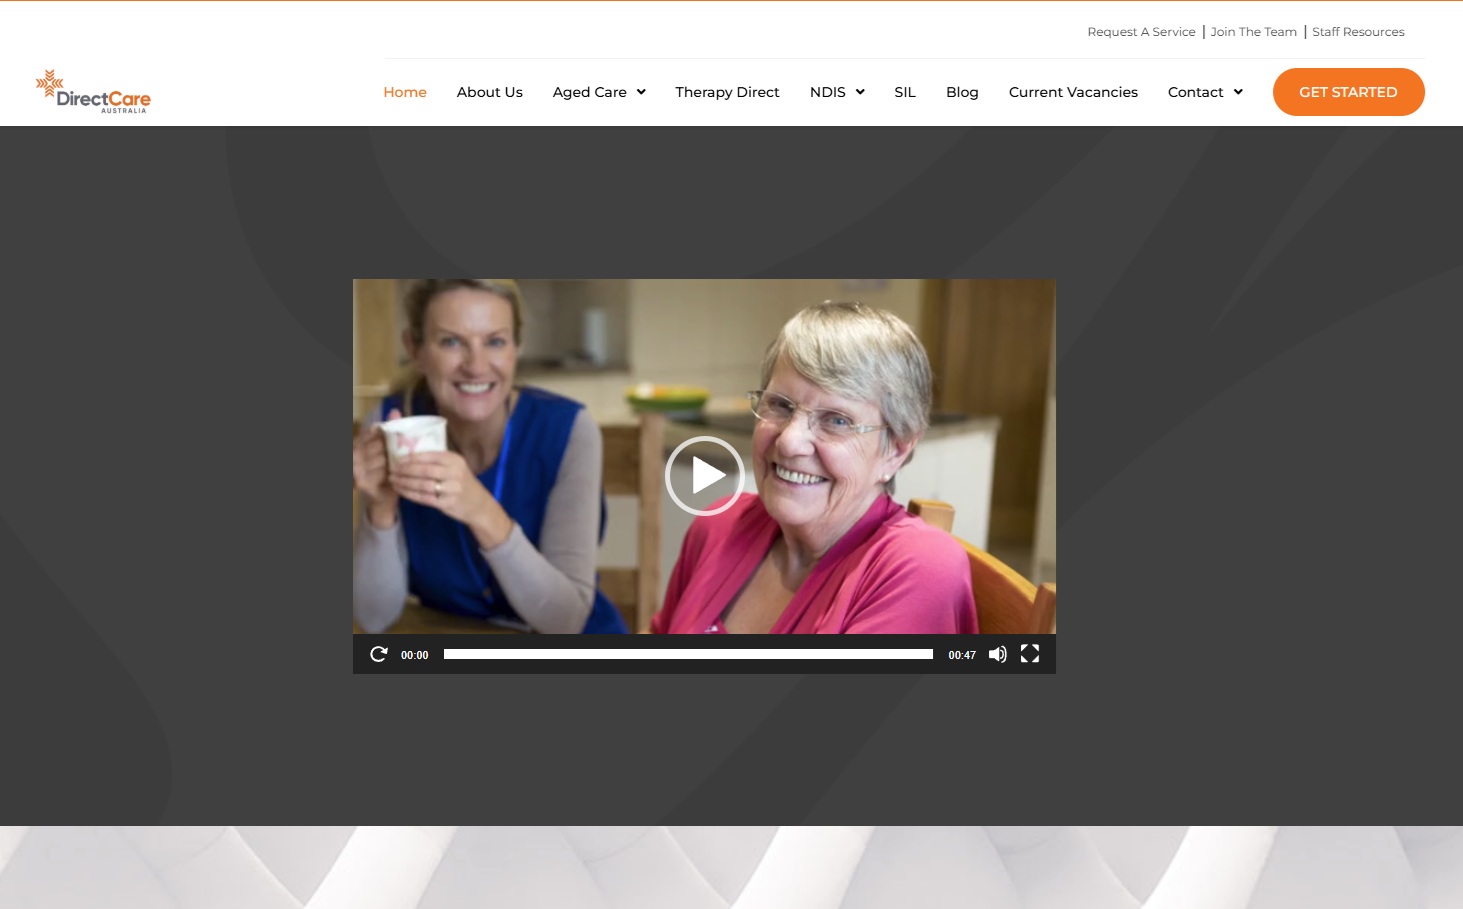 Request A Service | Join The Team | Staff Resources
DirectCare
AUSTRALIA
Home About Us Aged Care Therapy Direct NDIS SIL Blog Current Vacancies Contact GET STARTED
00:00 00:47